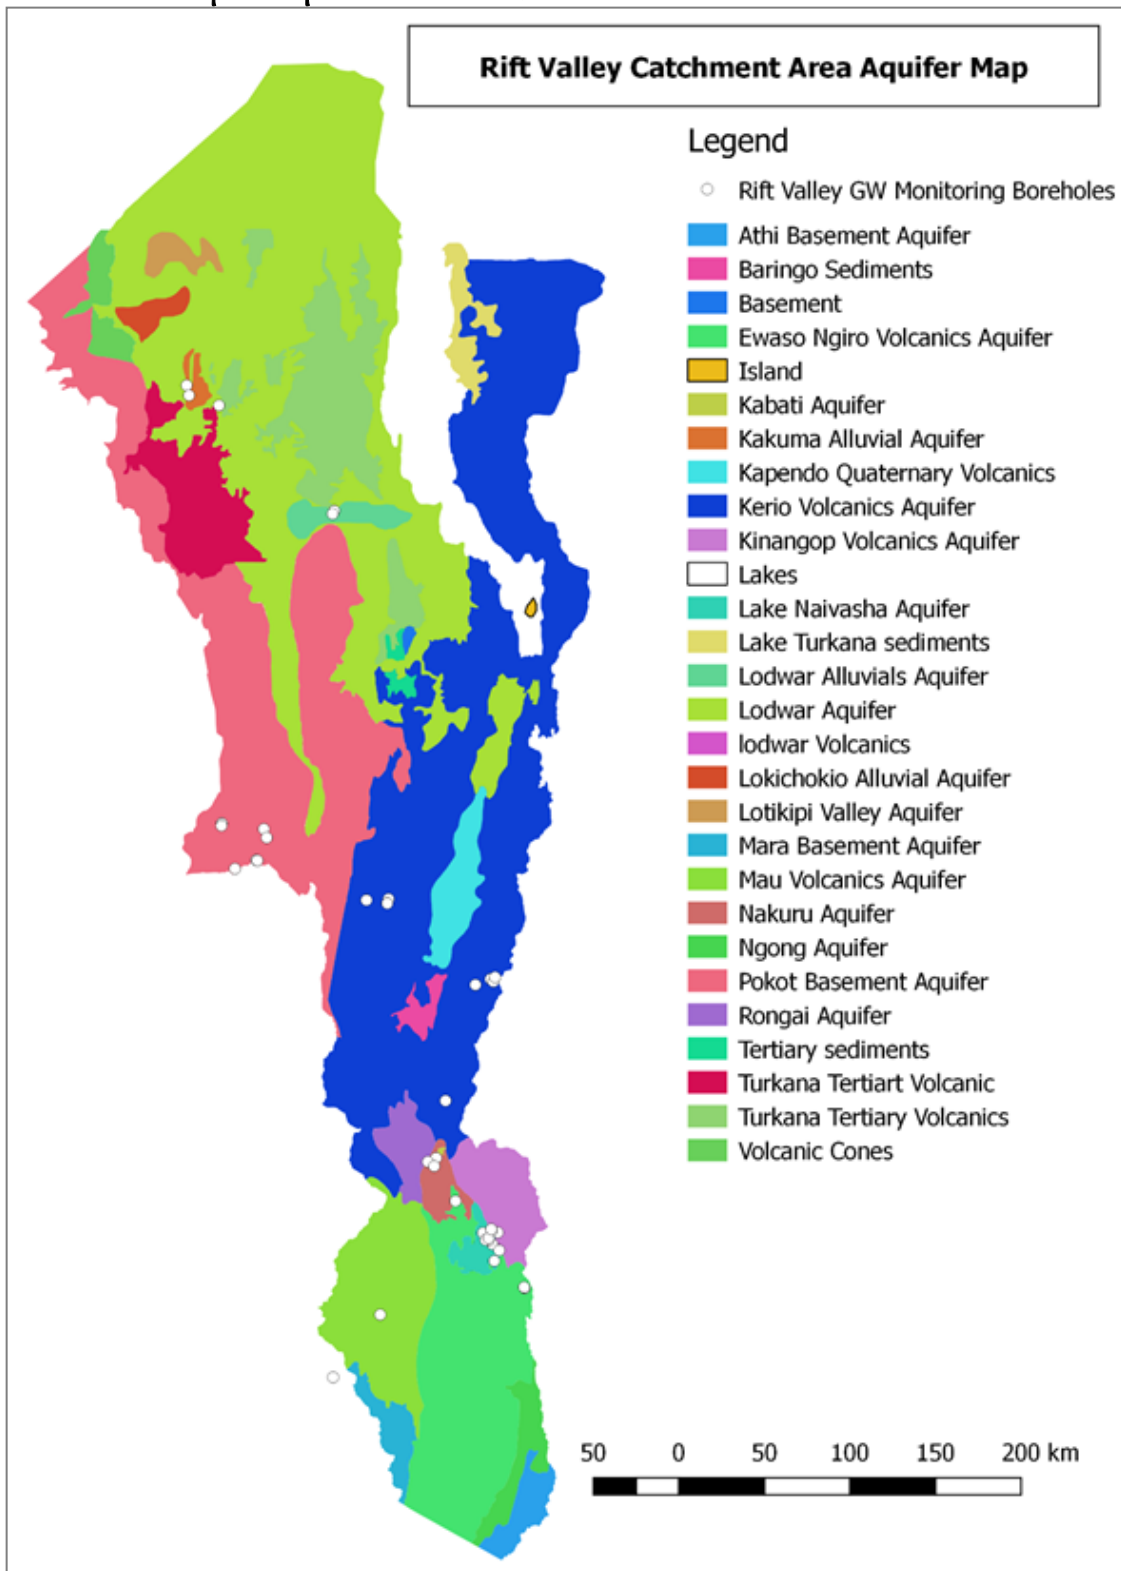 Rift Valley Catchment Area Aquifer Map
Legend
Rift Valley GW Monitoring Boreholes
Athi Basement Aquifer
Baringo Sediments
Basement
Ewaso Ngiro Volcanics Aquifer
Island
Kabati Aquifer
Kakuma Alluvial Aquifer
Kapendo Quaternary Volcanics
Kerio Volcanics Aquifer
Kinangop Volcanics Aquifer
Lakes
Lake Naivasha Aquifer
Lake Turkana sediments
Lodwar Alluvials Aquifer
Lodwar Aquifer
lodwar Volcanics
Lokichokio Alluvial Aquifer
Lotikipi Valley Aquifer
Mara Basement Aquifer
Mau Volcanics Aquifer
Nakuru Aquifer
Ngong Aquifer
Pokot Basement Aquifer
Rongai Aquifer
Tertiary sediments
Turkana Tertiart Volcanic
Turkana Tertiary Volcanics
Volcanic Cones
50 0 50 100 150 200 km